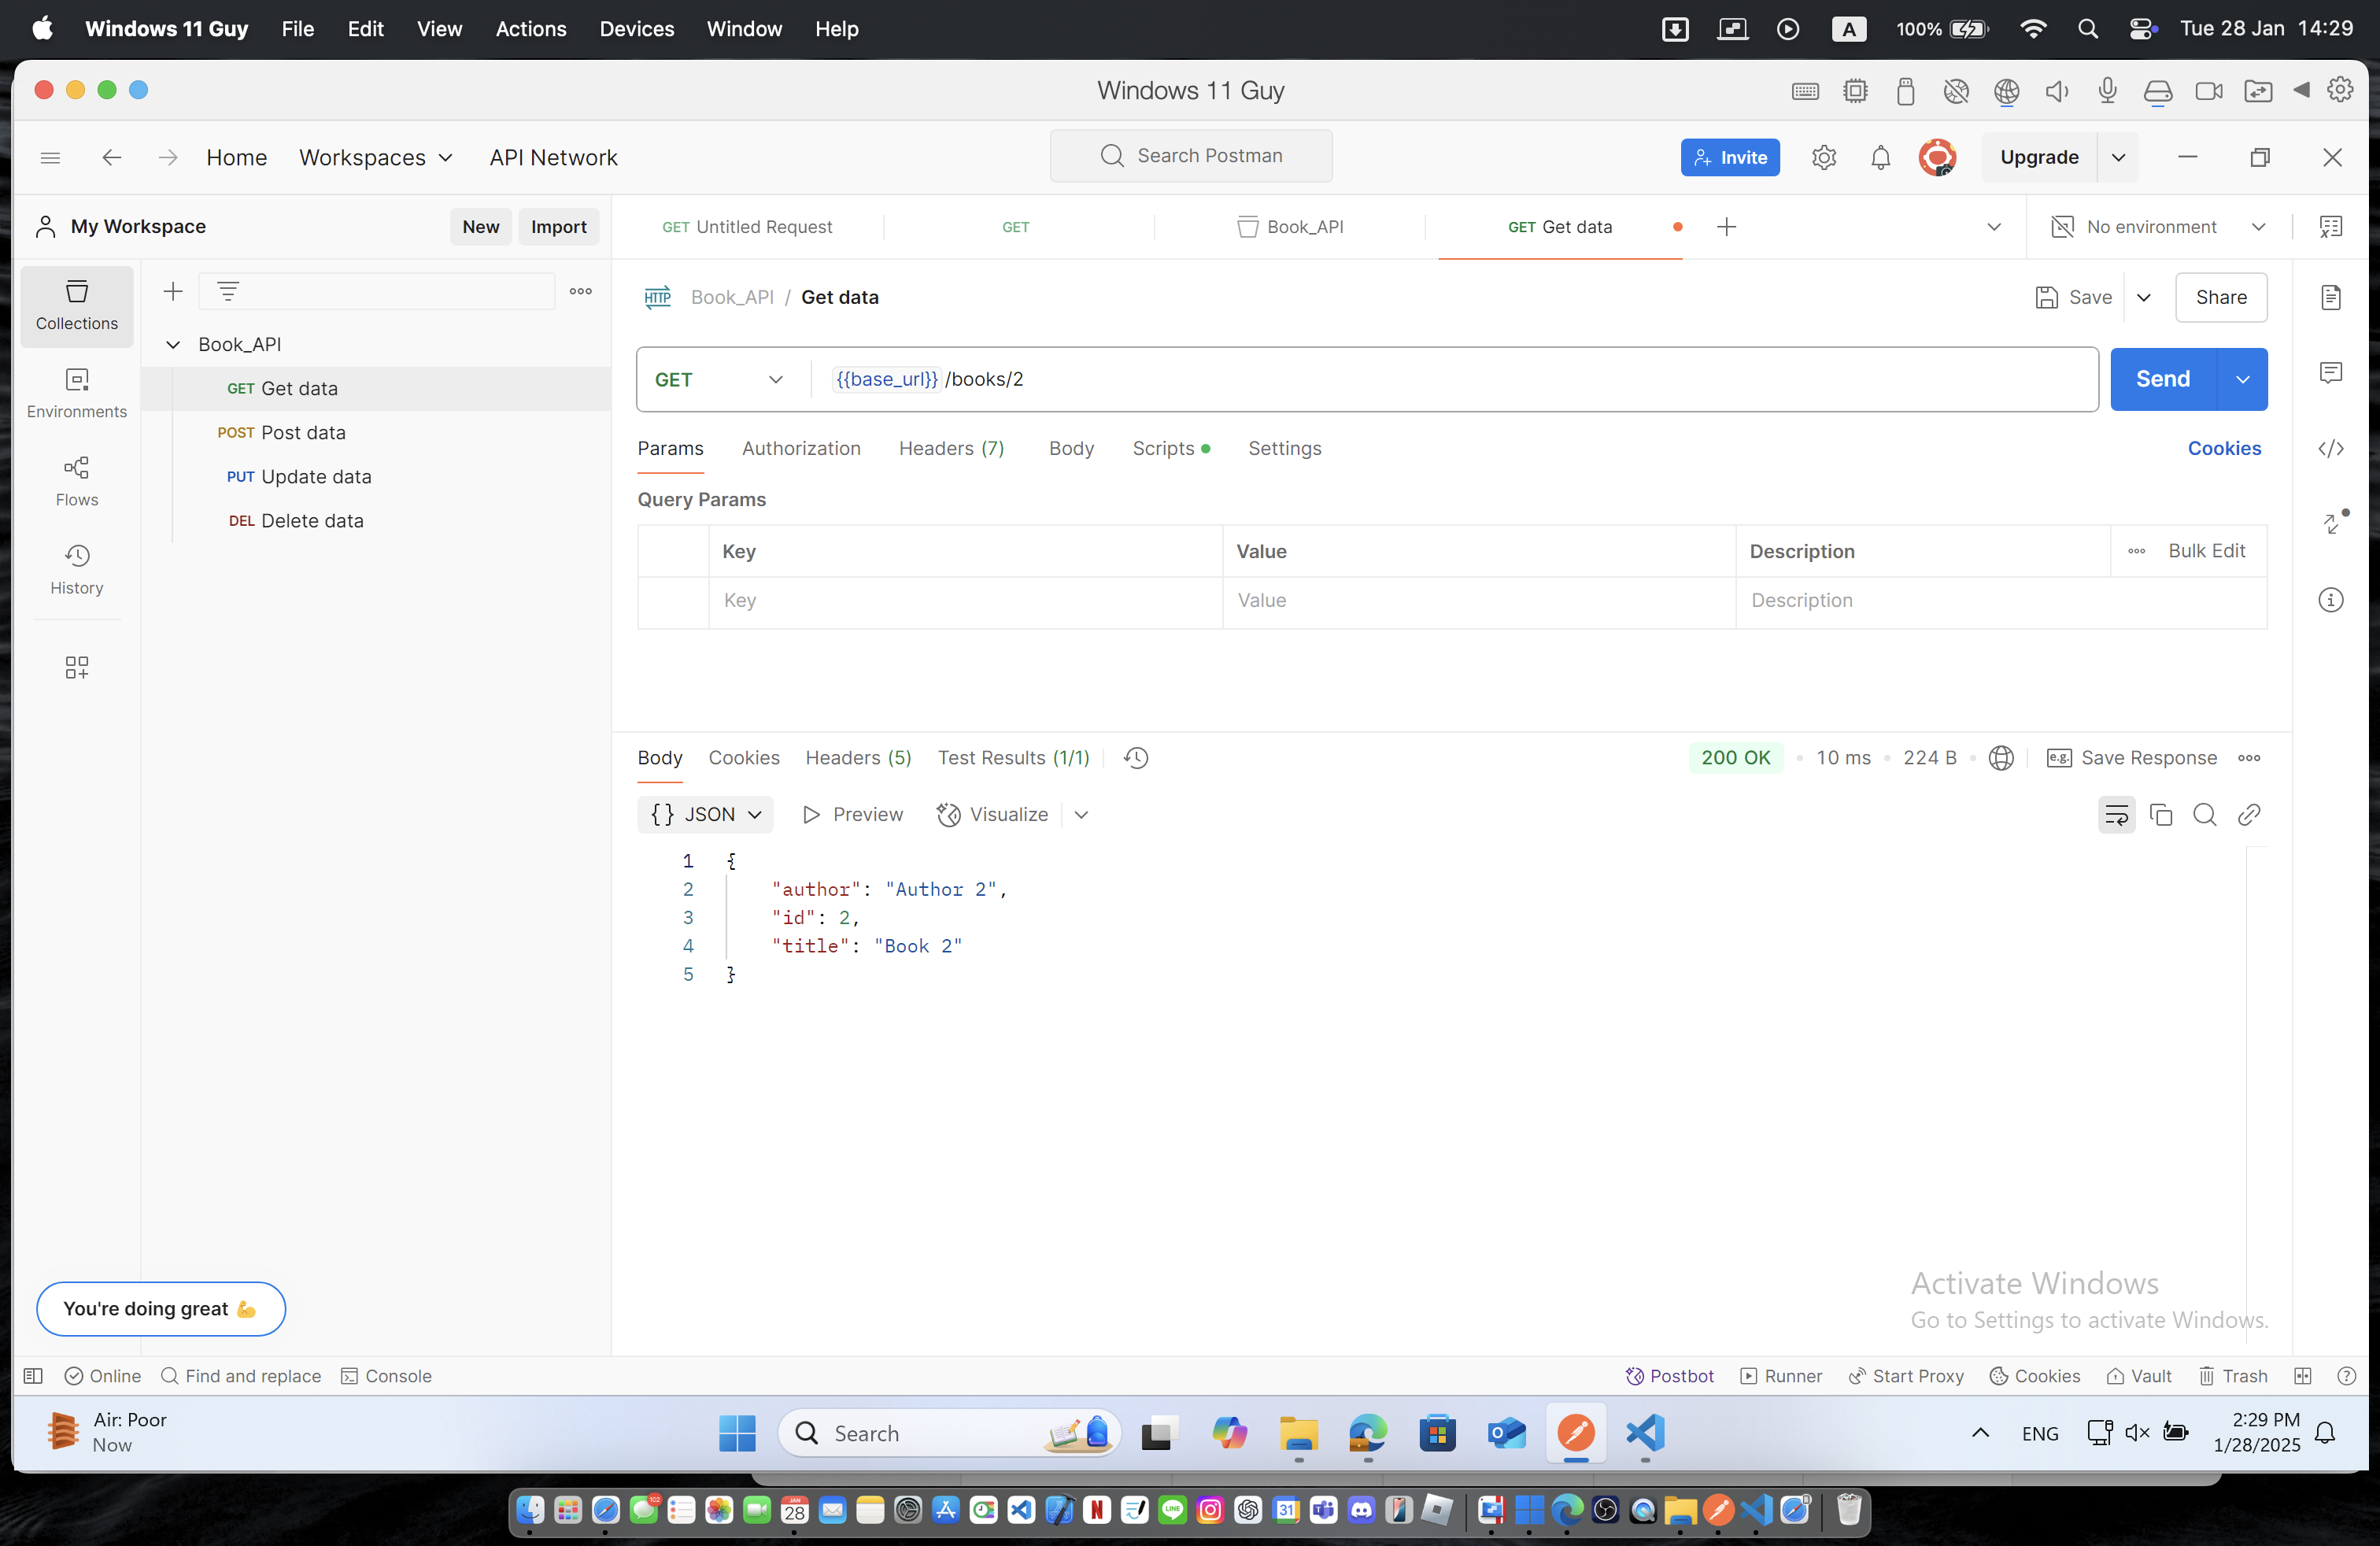 Windows 11 Guy File Edit View Actions Devices Window Help A 100% Tue 28 Jan 14:29
Windows 11 Guy
Home Workspaces API Network Search Postman Invite Upgrade
My Workspace New Import GET Untitled Request GET Book_API GET Get data No environment
Collections
Environments
Flows
History
Book_API
GET Get data
POST Post data
PUT Update data
DEL Delete data
HTTP Book_API / Get data Save Share
GET {{base_url}} /books/2 Send
Params Authorization Headers (7) Body Scripts Settings Cookies
Query Params
Key Value Description Bulk Edit
Key Value Description
Body Cookies Headers (5) Test Results (1/1) 200 OK 10 ms 224 B e.g. Save Response
{} JSON Preview Visualize
1 {
2 "author": "Author 2",
3 "id": 2,
4 "title": "Book 2"
5 }
Activate Windows
Go to Settings to activate Windows.
You're doing great 💪
Online Find and replace Console Postbot Runner Start Proxy Cookies Vault Trash
Air: Poor
Now
Search
ENG
2:29 PM
1/28/2025
102
JAN
28
N
LINE
31